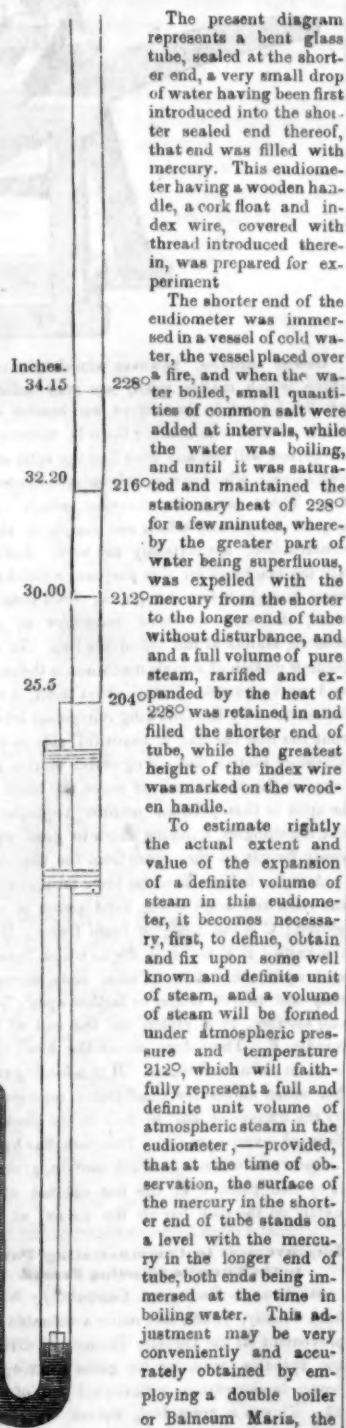 The present diagram
represents a bent glass
tube, sealed at the short-
er end, a very small drop
of water having been first
introduced into the shor-
ter sealed end thereof,
that end was filled with
mercury. This eudiome-
ter having a wooden han-
dle, a cork float and in-
dex wire, covered with
thread introduced there-
in, was prepared for ex-
periment
The shorter end of the
eudiometer was immer-
sed in a vessel of cold wa-
ter, the vessel placed over
a fire, and when the wa-
ter boiled, small quanti-
ties of common salt were
added at intervals, while
the water was boiling,
and until it was satura-
ted and maintained the
stationary heat of 228°
for a few minutes, where-
by the greater part of
water being superfluous,
was expelled with the
mercury from the shorter
to the longer end of tube
without disturbance, and
and a full volume of pure
steam, rarified and ex-
panded by the heat of
228° was retained in and
filled the shorter end of
tube, while the greatest
height of the index wire
was marked on the wood-
en handle.
To estimate rightly
the actual extent and
value of the expansion
of a definite volume of
steam in this eudiome-
ter, it becomes necessa-
ry, first, to define, obtain
and fix upon some well
known and definite unit
of steam, and a volume
of steam will be formed
under atmospheric pres-
sure and temperature
212°, which will faith-
fully represent a full and
definite unit volume of
atmospheric steam in the
eudiometer,—provided,
that at the time of ob-
servation, the surface of
the mercury in the short-
er end of tube stands on
a level with the mercu-
ry in the longer end of
tube, both ends being im-
mersed at the time in
boiling water. This ad-
justment may be very
conveniently and accu-
rately obtained by em-
ploying a double boiler
or Balneum Maria, the
Inches.
34.15 228°
32.20 216°
30.00 212°
25.5 204°